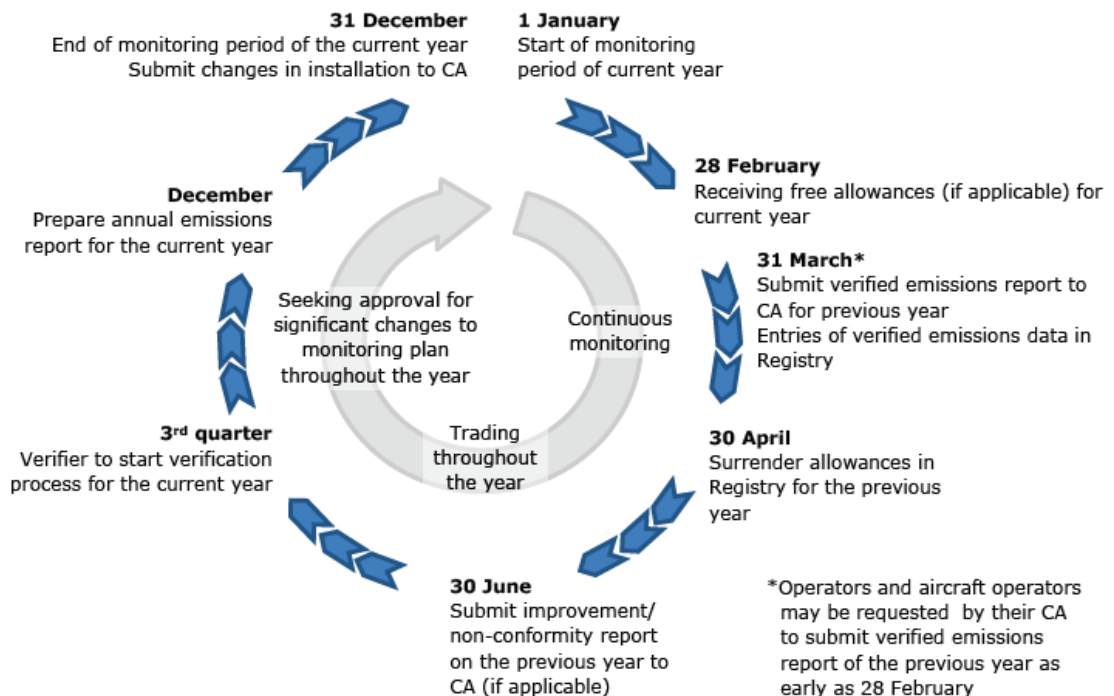 31 December
End of monitoring period of the current year
Submit changes in installation to CA
1 January
Start of monitoring
period of current year
28 February
Receiving free allowances (if applicable) for
current year
31 March*
Submit verified emissions report to
CA for previous year
Entries of verified emissions data in
Registry
30 April
Surrender allowances in
Registry for the previous
year
30 June
Submit improvement/
non-conformity report
on the previous year to
CA (if applicable)
3rd quarter
Verifier to start verification
process for the current year
December
Prepare annual emissions
report for the current year
Seeking approval for
significant changes to
monitoring plan
throughout the year
Continuous
monitoring
Trading
throughout
the year
*Operators and aircraft operators
may be requested by their CA
to submit verified emissions
report of the previous year as
early as 28 February